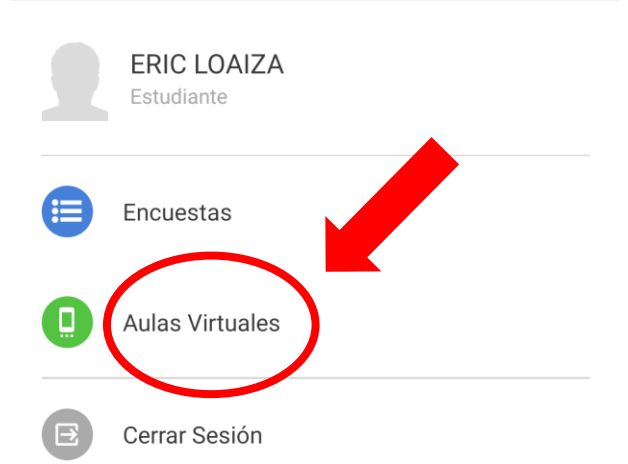 ERIC LOAIZA
Estudiante
Encuestas
Aulas Virtuales
Cerrar Sesión